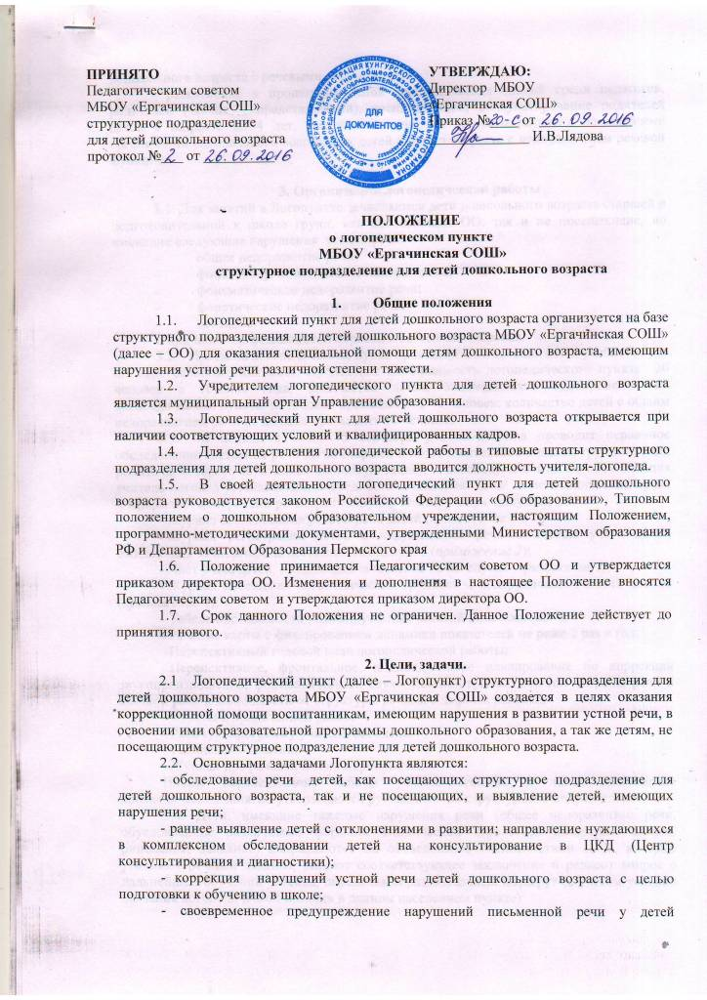 ПРИНЯТО
Педагогическим советом
МБОУ «Ергачинская СОШ»
структурное подразделение
для детей дошкольного возраста
протокол № 2 от 26.09.2016
УТВЕРЖДАЮ:
Директор МБОУ
«Ергачинская СОШ»
Приказ №20-С от 26.09.2016
И.В.Лядова
ДЛЯ
ДОКУМЕНТОВ
ПОЛОЖЕНИЕ
о логопедическом пункте
МБОУ «Ергачинская СОШ»
структурное подразделение для детей дошкольного возраста
1. Общие положения
1.1. Логопедический пункт для детей дошкольного возраста организуется на базе
структурного подразделения для детей дошкольного возраста МБОУ «Ергачинская СОШ»
(далее – ОО) для оказания специальной помощи детям дошкольного возраста, имеющим
нарушения устной речи различной степени тяжести.
1.2. Учредителем логопедического пункта для детей дошкольного возраста
является муниципальный орган Управление образования.
1.3. Логопедический пункт для детей дошкольного возраста открывается при
наличии соответствующих условий и квалифицированных кадров.
1.4. Для осуществления логопедической работы в типовые штаты структурного
подразделения для детей дошкольного возраста вводится должность учителя-логопеда.
1.5. В своей деятельности логопедический пункт для детей дошкольного
возраста руководствуется законом Российской Федерации «Об образовании», Типовым
положением о дошкольном образовательном учреждении, настоящим Положением,
программно-методическими документами, утвержденными Министерством образования
РФ и Департаментом Образования Пермского края
1.6. Положение принимается Педагогическим советом ОО и утверждается
приказом директора ОО. Изменения и дополнения в настоящее Положение вносятся
Педагогическим советом и утверждаются приказом директора ОО.
1.7. Срок данного Положения не ограничен. Данное Положение действует до
принятия нового.
2. Цели, задачи.
2.1 Логопедический пункт (далее – Логопункт) структурного подразделения для
детей дошкольного возраста МБОУ «Ергачинская СОШ» создается в целях оказания
коррекционной помощи воспитанникам, имеющим нарушения в развитии устной речи, в
освоении ими образовательной программы дошкольного образования, а так же детям, не
посещающим структурное подразделение для детей дошкольного возраста.
2.2. Основными задачами Логопункта являются:
- обследование речи детей, как посещающих структурное подразделение для
детей дошкольного возраста, так и не посещающих, и выявление детей, имеющих
нарушения речи;
- раннее выявление детей с отклонениями в развитии; направление нуждающихся
в комплексном обследовании детей на консультирование в ЦКД (Центр
консультирования и диагностики);
- коррекция нарушений устной речи детей дошкольного возраста с целью
подготовки к обучению в школе;
- своевременное предупреждение нарушений письменной речи у детей